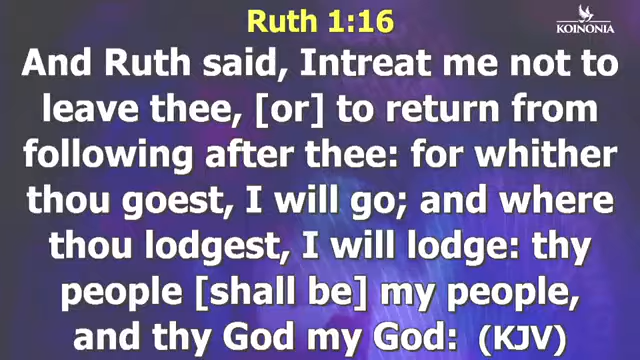 Ruth 1:16
KOINONIA
And Ruth said, Intreat me not to
leave thee, [or] to return from
following after thee: for whither
thou goest, I will go; and where
thou lodgest, I will lodge: thy
people [shall be] my people,
and thy God my God: (KJV)